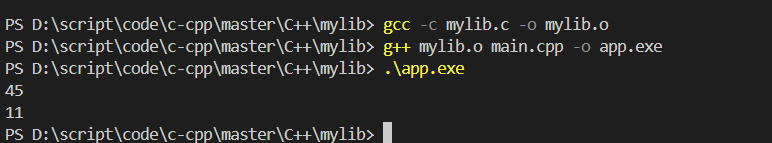 PS D:\script\code\c-cpp\master\C++\mylib> gcc -c mylib.c -o mylib.o
PS D:\script\code\c-cpp\master\C++\mylib> g++ mylib.o main.cpp -o app.exe
PS D:\script\code\c-cpp\master\C++\mylib> .\app.exe
45
11
PS D:\script\code\c-cpp\master\C++\mylib>